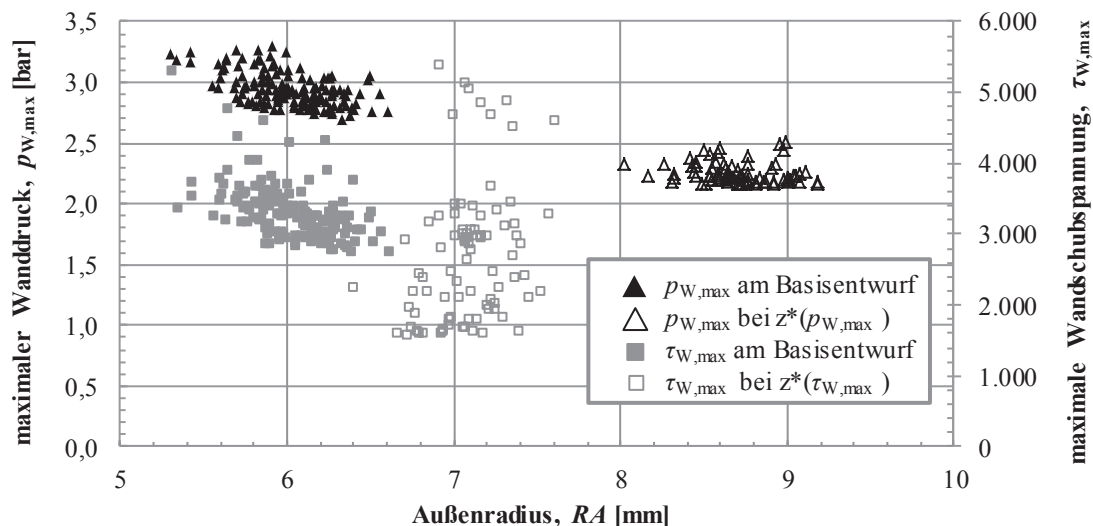 maximaler Wanddruck, pW,max [bar]
3,5
3,0
2,5
2,0
1,5
1,0
0,5
0,0
6.000
5.000
4.000
3.000
2.000
1.000
0
maximale Wandschubspannung, τW,max
pW,max am Basisentwurf
pW,max bei z*(pW,max )
τW,max am Basisentwurf
τW,max bei z*(τW,max )
5 6 7 8 9 10
Außenradius, RA [mm]